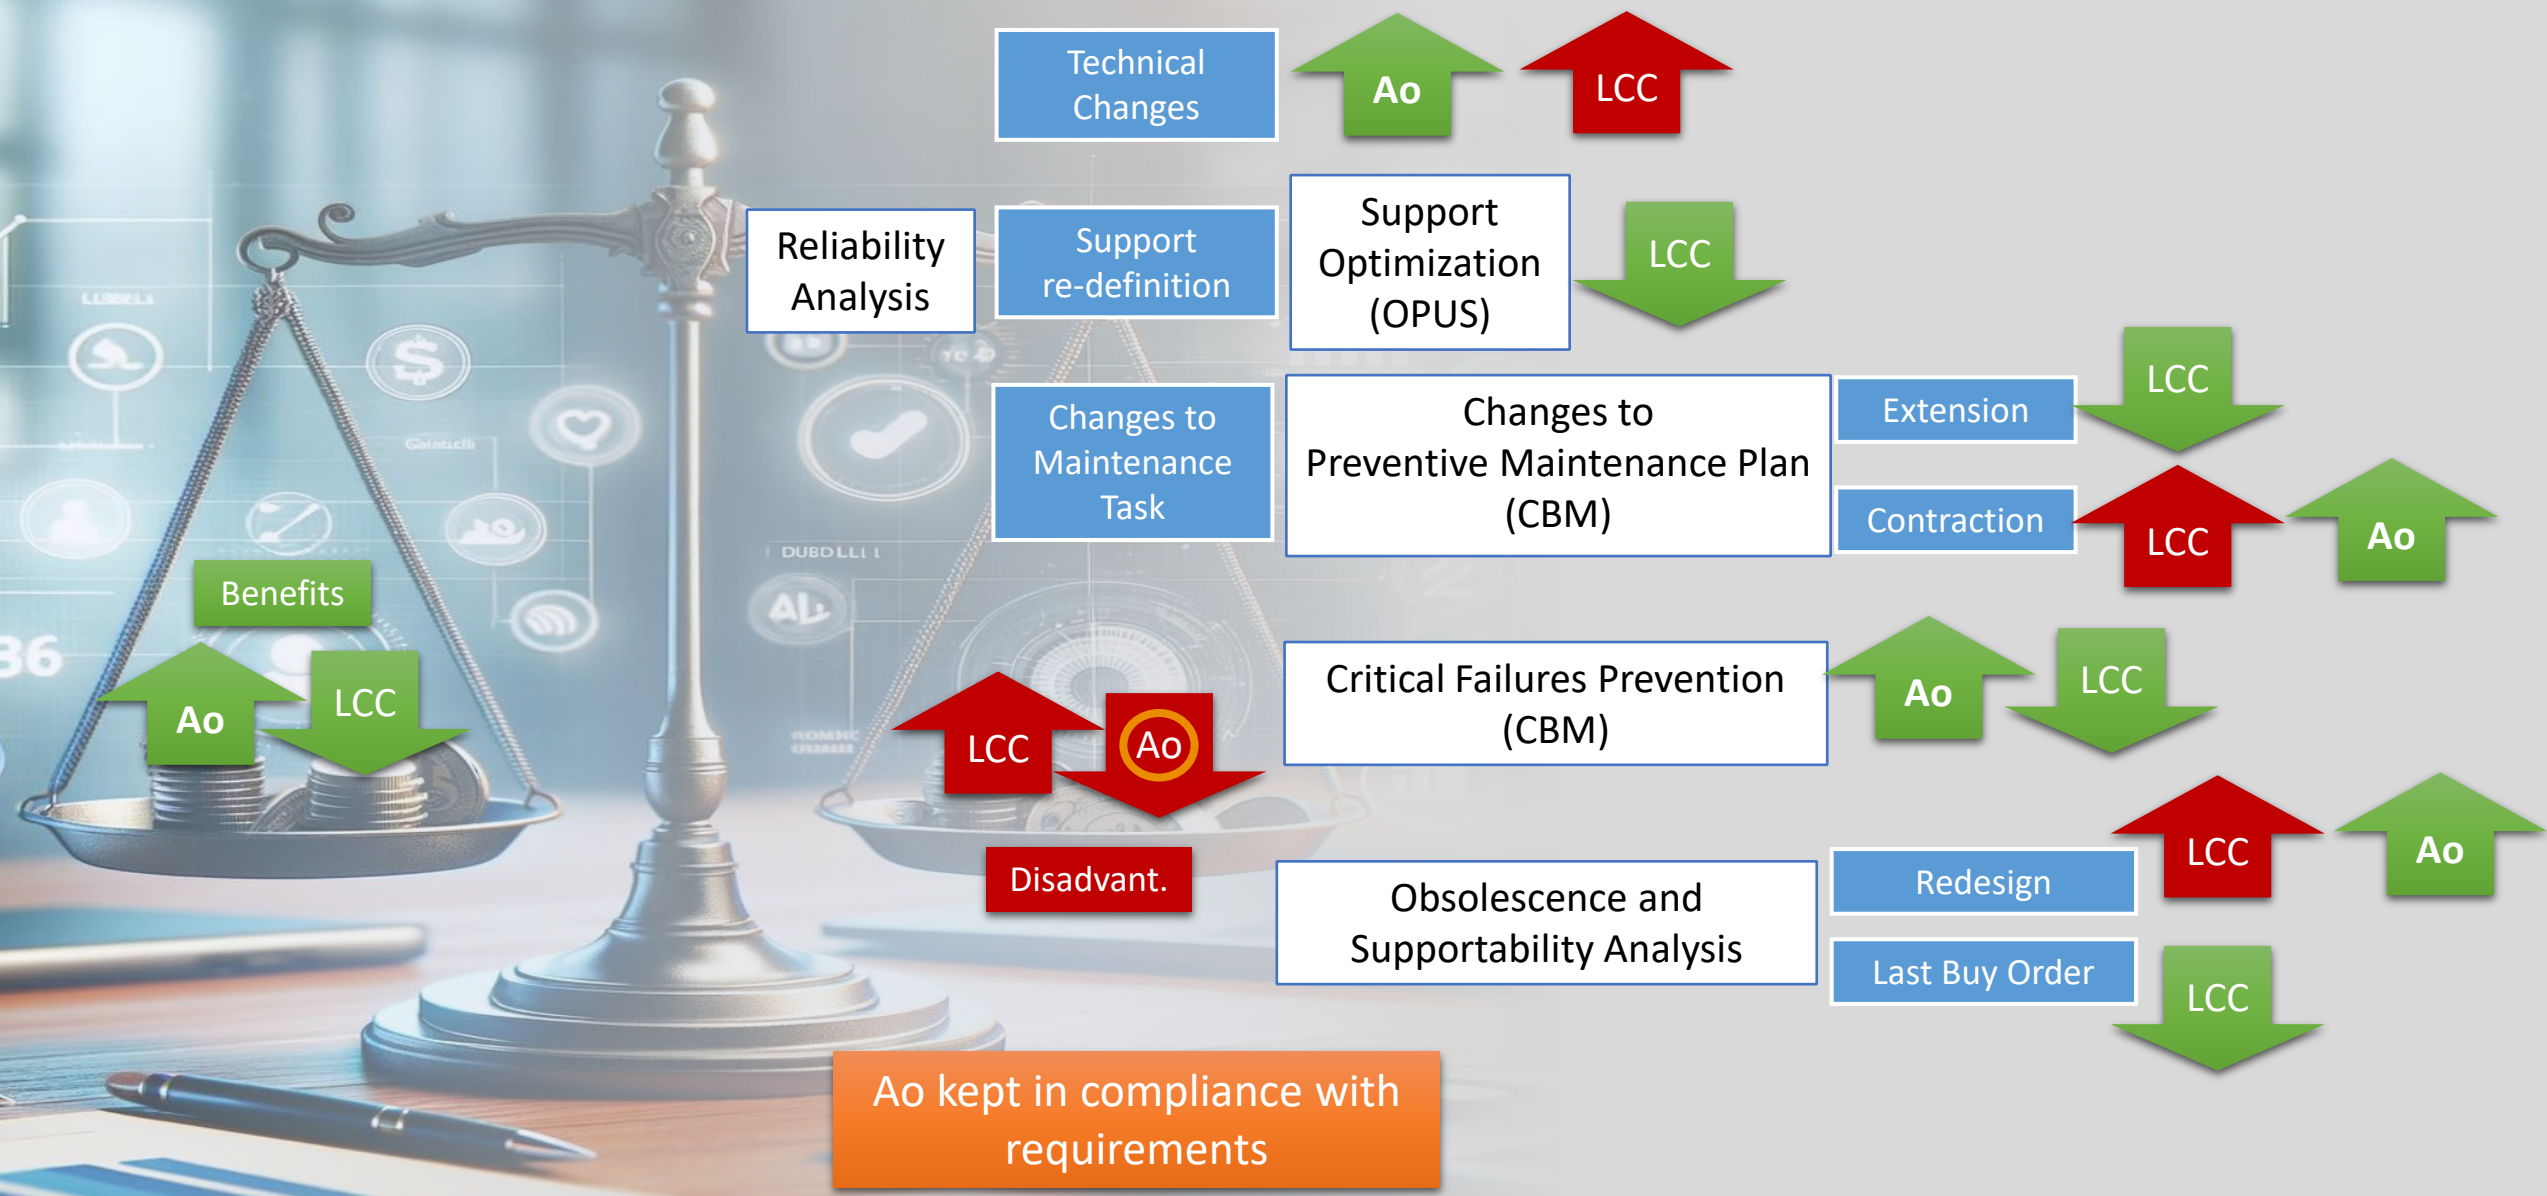 Technical
Changes
Ao
LCC
Reliability
Analysis
Support
re-definition
Support
Optimization
(OPUS)
LCC
Changes to
Maintenance
Task
Changes to
Preventive Maintenance Plan
(CBM)
Extension
LCC
Contraction
LCC
Ao
Benefits
Ao
LCC
LCC
Ao
Disadvant.
Critical Failures Prevention
(CBM)
Ao
LCC
Obsolescence and
Supportability Analysis
Redesign
LCC
Ao
Last Buy Order
LCC
36
$
DUBDLLLI
Ao kept in compliance with
requirements